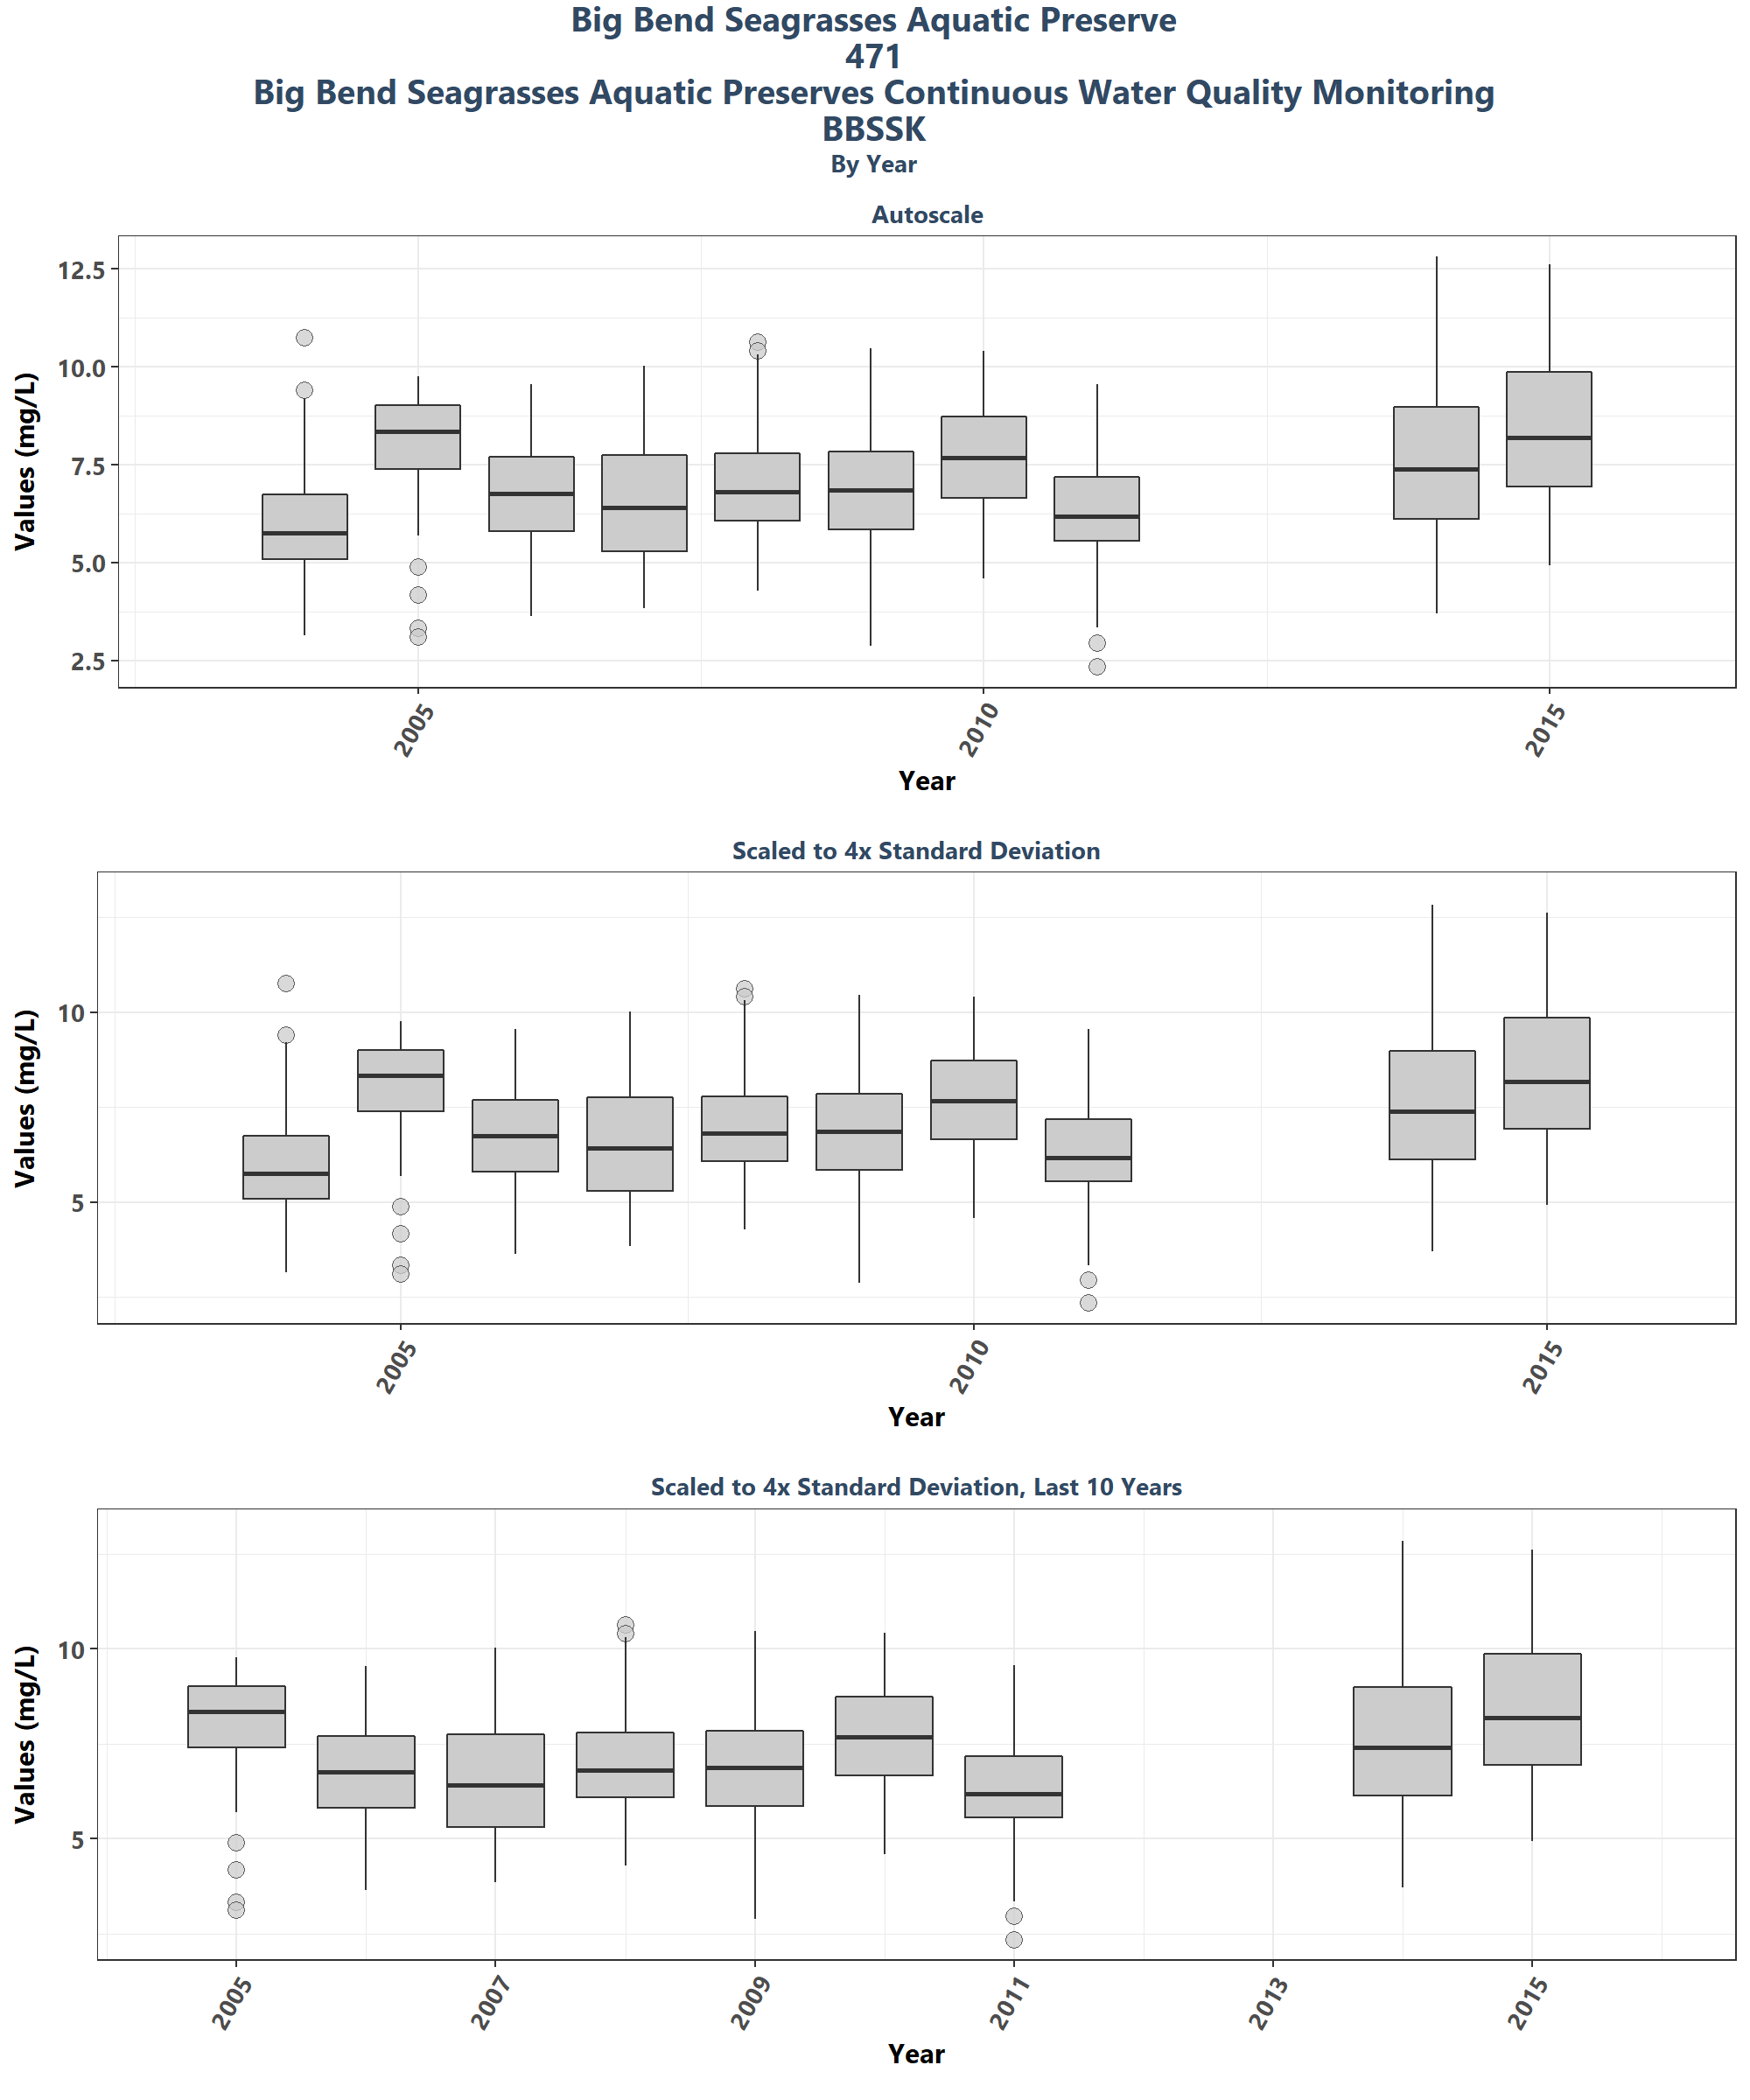 Big Bend Seagrasses Aquatic Preserve
471
Big Bend Seagrasses Aquatic Preserves Continuous Water Quality Monitoring
BBSSK
By Year
Autoscale
Values (mg/L)
12.5
10.0
7.5
5.0
2.5
2005
2010
2015
Year
Scaled to 4x Standard Deviation
Values (mg/L)
10
5
2005
2010
2015
Year
Scaled to 4x Standard Deviation, Last 10 Years
Values (mg/L)
10
5
2005
2007
2009
2011
2013
2015
Year